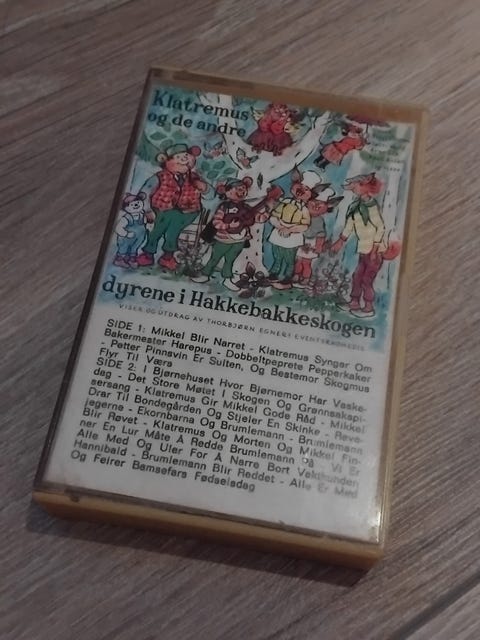 Klatremus
og de andre
dyrene i Hakkebakkeskogen
VISER OG UTDRAG AV THORBJØRN EGNERS EVENTYRKOMEDIE
SIDE 1: Mikkel Blir Narret - Klatremus Synger Om
Bakermester Harepus - Dobbeltpeprete Pepperkaker
- Petter Pinnsvin Er Sulten, Og Bestemor Skogmus
Flyr Til Værs
SIDE 2: I Bjørnehuset Hvor Bjørnemor Har Vaske-
dag - Det Store Møtet I Skogen Og Grønnsakspi-
sersang - Klatremus Gir Mikkel Gode Råd - Mikkel
Drar Til Bondegården Og Stjeler En Skinke - Reve-
jegerne - Ekornbarna Og Brumlemann - Brumlemann
Blir Røvet - Klatremus Og Morten Og Mikkel Fin-
ner En Lur Måte Å Redde Brumlemann På - Vi Er
Alle Med Og Uler For Å Narre Bort Vakthunden
Hannibald - Brumlemann Blir Reddet - Alle Er Med
Og Feirer Bamsefars Fødselsdag